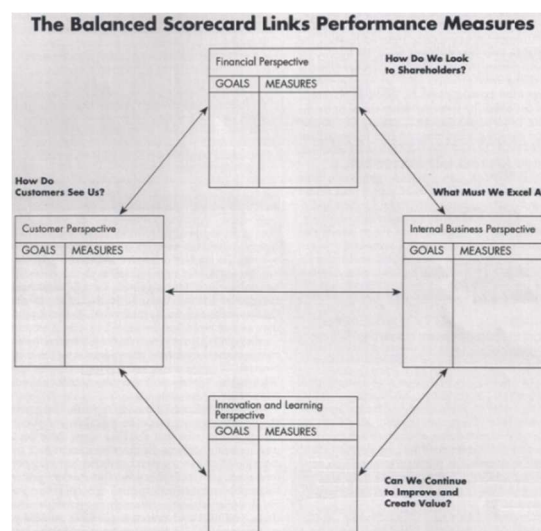 The Balanced Scorecard Links Performance Measures
Financial Perspective
GOALS MEASURES
How Do We Look
to Shareholders?
How Do
Customers See Us?
What Must We Excel A
Customer Perspective
GOALS MEASURES
Internal Business Perspective
GOALS MEASURES
Innovation and Learning
Perspective
GOALS MEASURES
Can We Continue
to Improve and
Create Value?